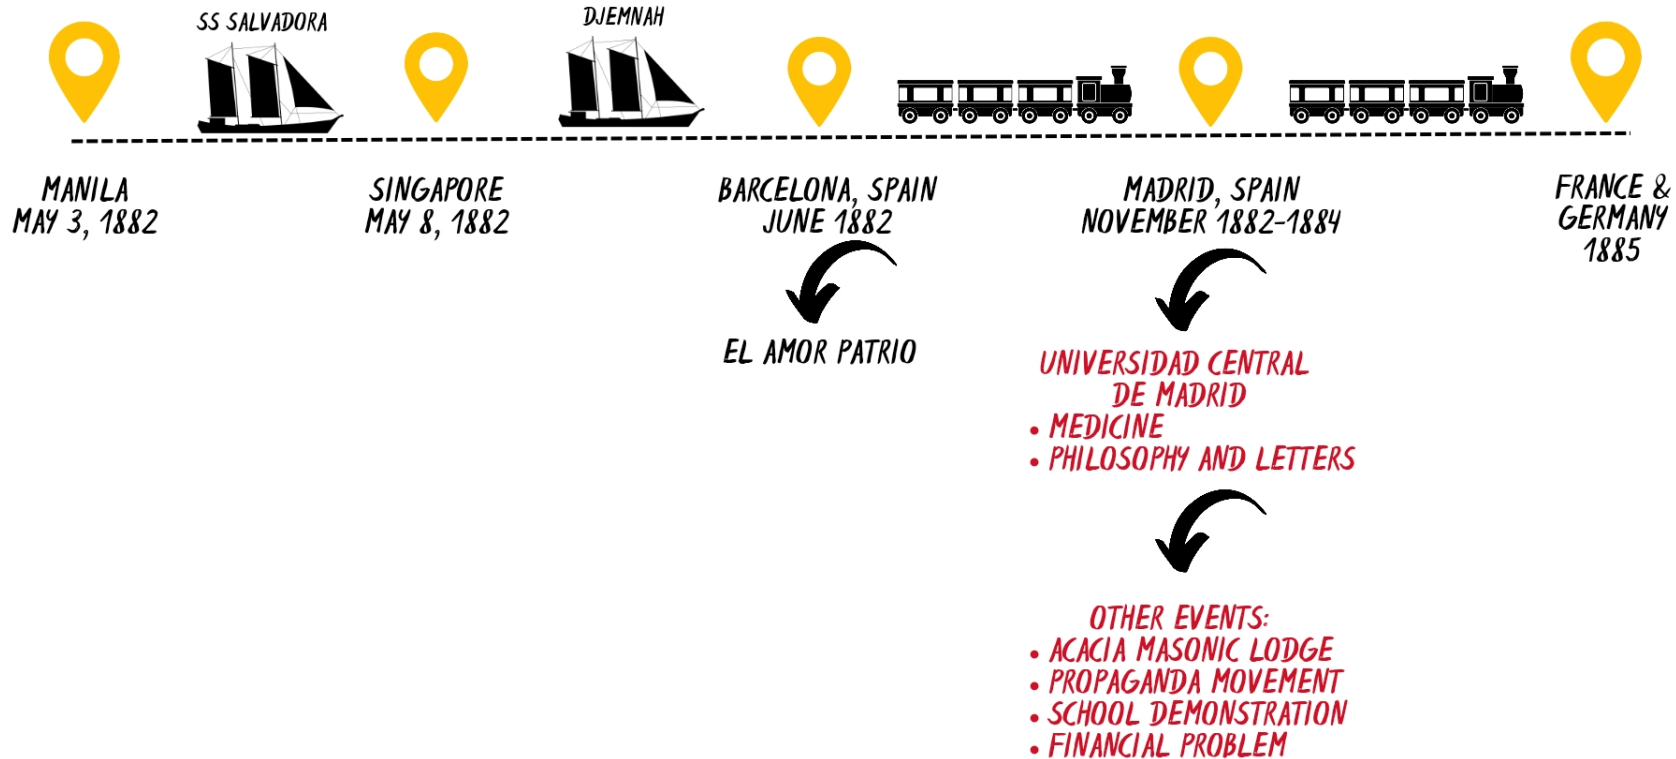 SS SALVADORA
DJEMNAH
MANILA
MAY 3, 1882
SINGAPORE
MAY 8, 1882
BARCELONA, SPAIN
JUNE 1882
MADRID, SPAIN
NOVEMBER 1882-1884
FRANCE &
GERMANY
1885
EL AMOR PATRIO
UNIVERSIDAD CENTRAL
DE MADRID
• MEDICINE
• PHILOSOPHY AND LETTERS
OTHER EVENTS:
• ACACIA MASONIC LODGE
• PROPAGANDA MOVEMENT
• SCHOOL DEMONSTRATION
• FINANCIAL PROBLEM